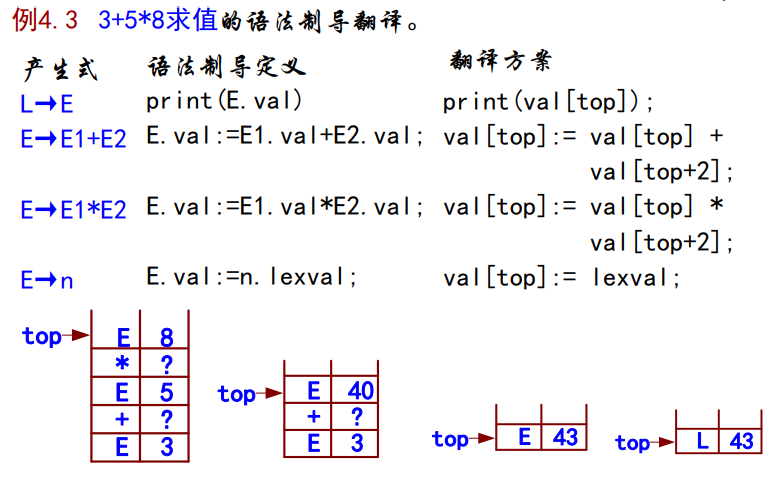 例4.3 3+5*8求值的语法制导翻译。
产生式 语法制导定义 翻译方案
L→E print(E.val) print(val[top]);
E→E1+E2 E.val:=E1.val+E2.val; val[top]:= val[top] +
val[top+2];
E→E1*E2 E.val:=E1.val*E2.val; val[top]:= val[top] *
val[top+2];
E→n E.val:=n.lexval; val[top]:= lexval;
top→ E 8
* ?
E 5
+ ?
E 3
top→ E 40
+ ?
E 3
top→ E 43
top→ L 43